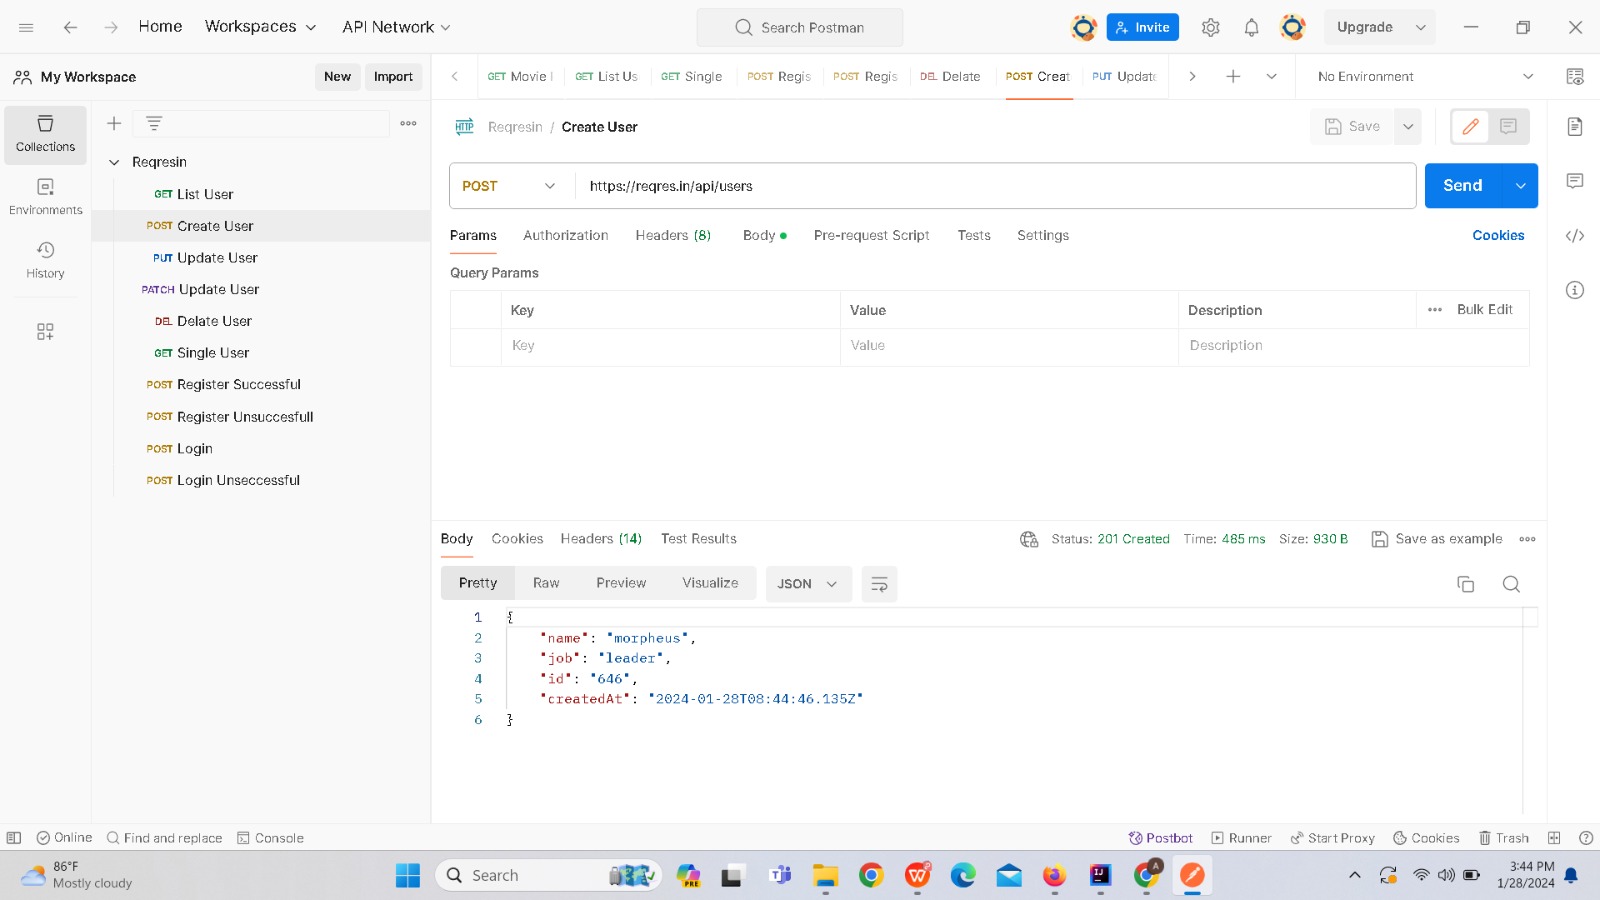 Home
Workspaces
API Network
Search Postman
Invite
Upgrade
My Workspace
New
Import
GET Movie
GET List Us
GET Single
POST Regis
POST Regis
DEL Delete
POST Creat
PUT Update
No Environment
Collections
Environments
History
Reqresin
GET List User
POST Create User
PUT Update User
PATCH Update User
DEL Delate User
GET Single User
POST Register Successful
POST Register Unsuccesfull
POST Login
POST Login Unseccessful
HTTP
Reqresin / Create User
Save
POST
https://reqres.in/api/users
Send
Params
Authorization
Headers (8)
Body
Pre-request Script
Tests
Settings
Cookies
Query Params
Key
Value
Description
Bulk Edit
Key
Value
Description
Body
Cookies
Headers (14)
Test Results
Status: 201 Created
Time: 485 ms
Size: 930 B
Save as example
Pretty
Raw
Preview
Visualize
JSON
1 {
2 "name": "morpheus",
3 "job": "leader",
4 "id": "646",
5 "createdAt": "2024-01-28T08:44:46.135Z"
6 }
Online
Find and replace
Console
Postbot
Runner
Start Proxy
Cookies
Trash
86°F
Mostly cloudy
Search
PRE
A
3:44 PM
1/28/2024